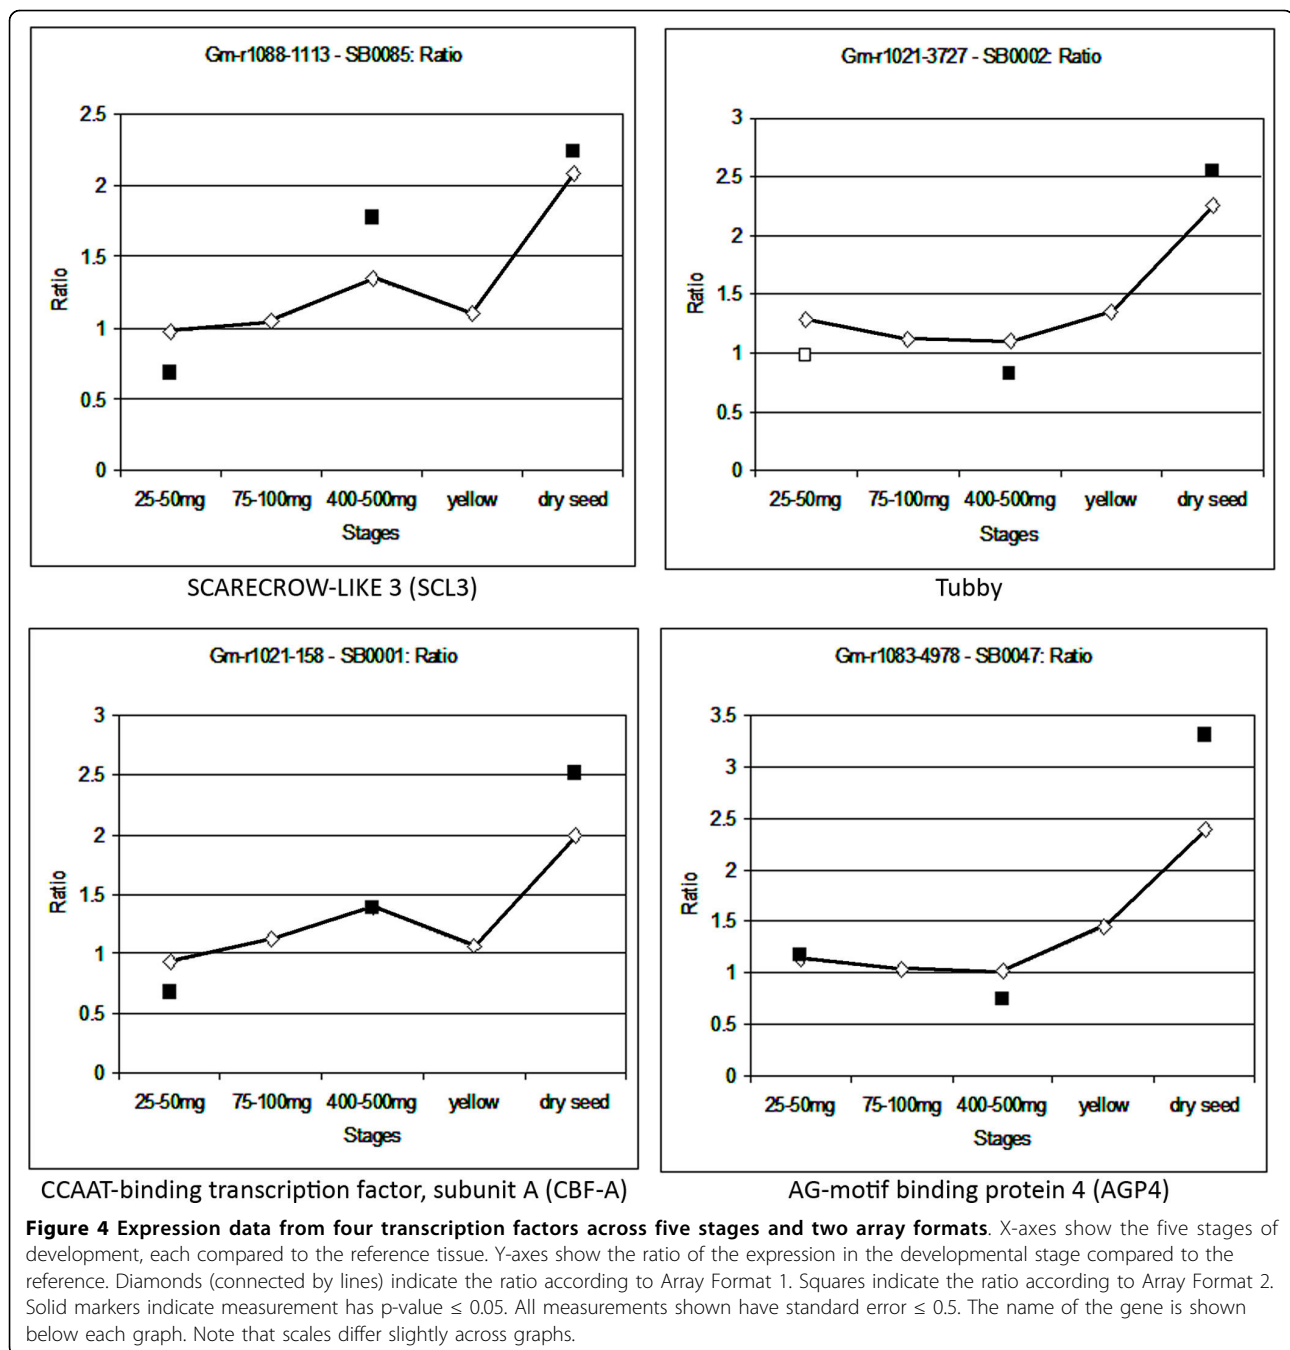 Gm-r1088-1113 - SB0085: Ratio
2.5
2
1.5
1
0.5
0
Ratio
25-50mg 75-100mg 400-500mg yellow dry seed
Stages
SCARECROW-LIKE 3 (SCL3)
Gm-r1021-3727 - SB0002: Ratio
3
2.5
2
1.5
1
0.5
0
Ratio
25-50mg 75-100mg 400-500mg yellow dry seed
Stages
Tubby
Gm-r1021-158 - SB0001: Ratio
3
2.5
2
1.5
1
0.5
0
Ratio
25-50mg 75-100mg 400-500mg yellow dry seed
Stages
CCAAT-binding transcription factor, subunit A (CBF-A)
Gm-r1083-4978 - SB0047: Ratio
3.5
3
2.5
2
1.5
1
0.5
0
Ratio
25-50mg 75-100mg 400-500mg yellow dry seed
Stages
AG-motif binding protein 4 (AGP4)
Figure 4 Expression data from four transcription factors across five stages and two array formats. X-axes show the five stages of
development, each compared to the reference tissue. Y-axes show the ratio of the expression in the developmental stage compared to the
reference. Diamonds (connected by lines) indicate the ratio according to Array Format 1. Squares indicate the ratio according to Array Format 2.
Solid markers indicate measurement has p-value ≤ 0.05. All measurements shown have standard error ≤ 0.5. The name of the gene is shown
below each graph. Note that scales differ slightly across graphs.